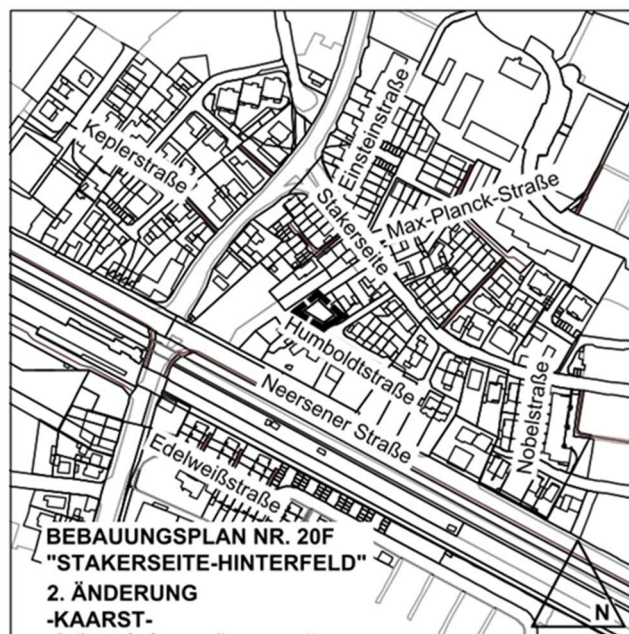 Keplerstraße
Einsteinstraße
Stakerseite
Max-Planck-Straße
Humboldtstraße
Neersener Straße
Nobelstraße
Edelweißstraße
BEBAUUNGSPLAN NR. 20F
"STAKERSEITE-HINTERFELD"
2. ÄNDERUNG
-KAARST-
N